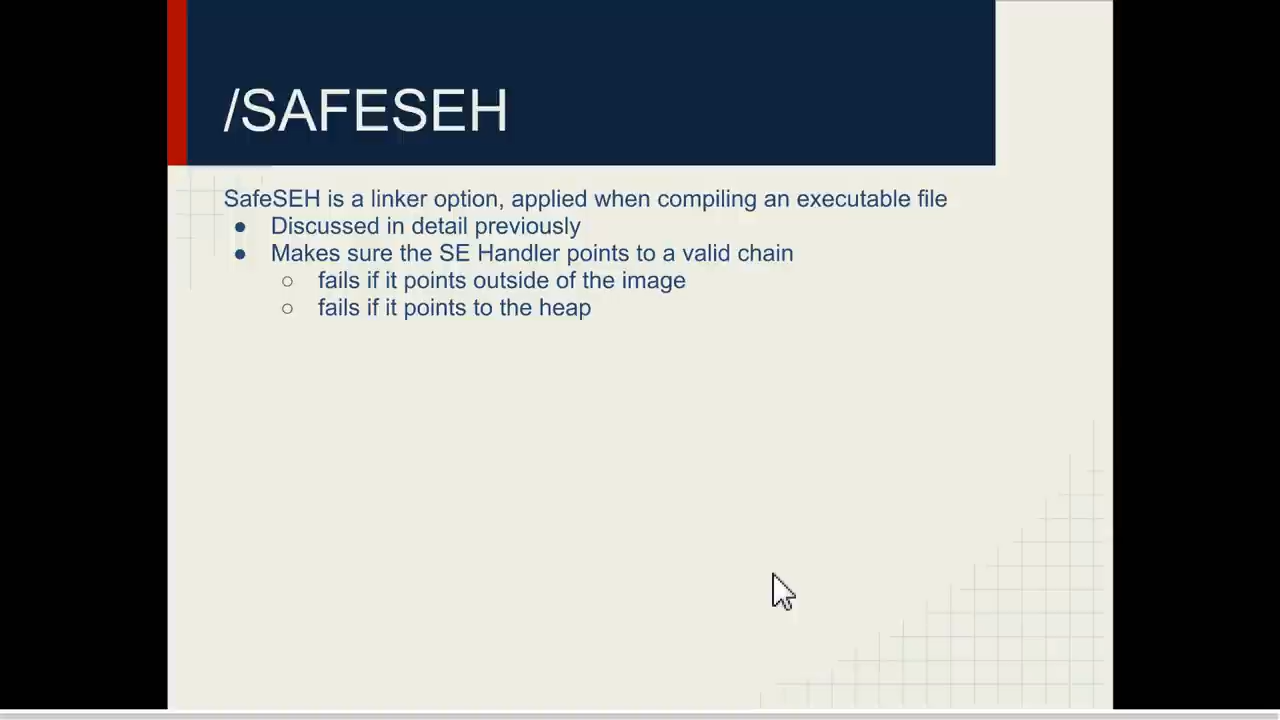 /SAFESEH
SafeSEH is a linker option, applied when compiling an executable file
● Discussed in detail previously
● Makes sure the SE Handler points to a valid chain
○ fails if it points outside of the image
○ fails if it points to the heap